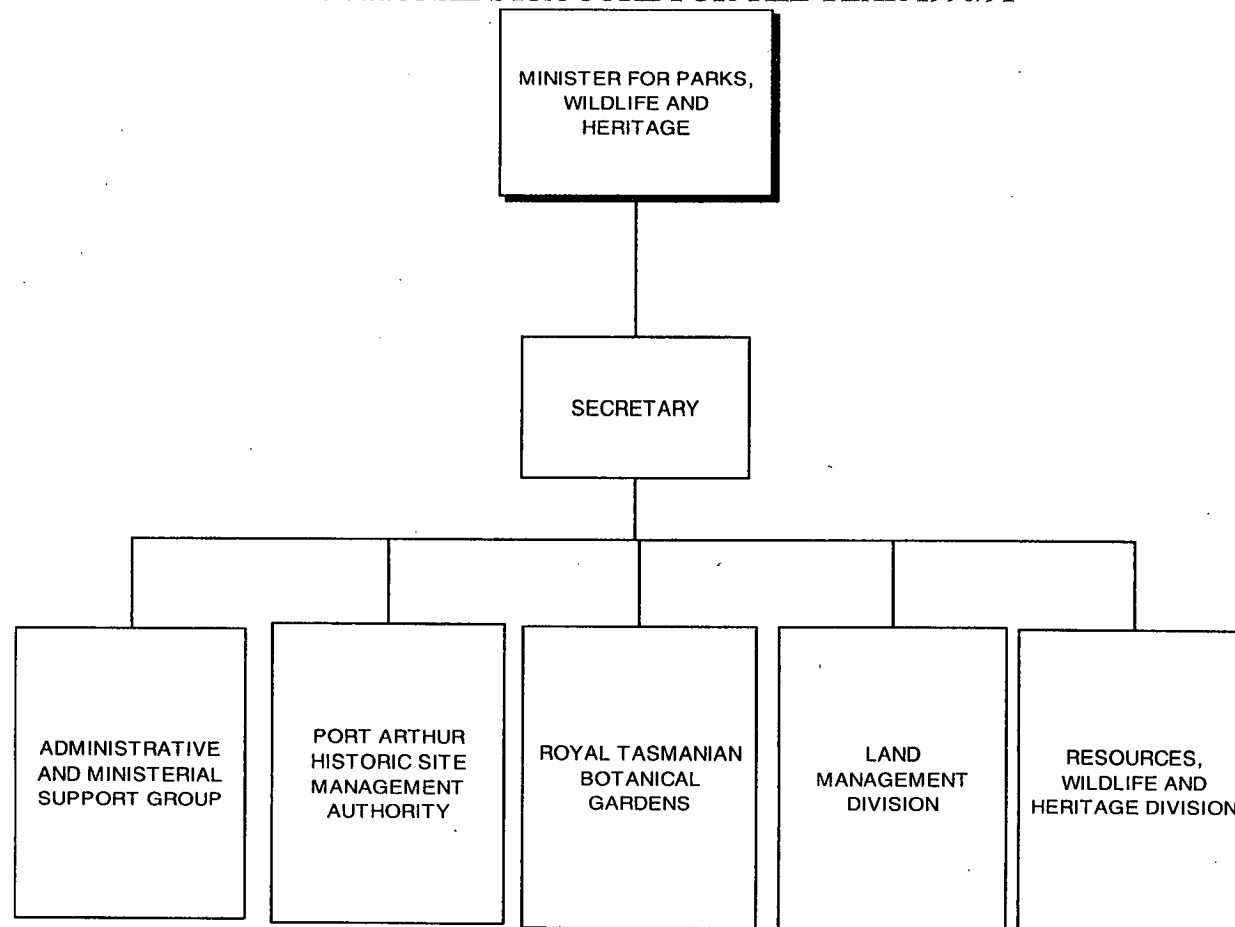 MINISTER FOR PARKS,
WILDLIFE AND
HERITAGE
SECRETARY
ADMINISTRATIVE
AND MINISTERIAL
SUPPORT GROUP
PORT ARTHUR
HISTORIC SITE
MANAGEMENT
AUTHORITY
ROYAL TASMANIAN
BOTANICAL
GARDENS
LAND
MANAGEMENT
DIVISION
RESOURCES,
WILDLIFE AND
HERITAGE DIVISION